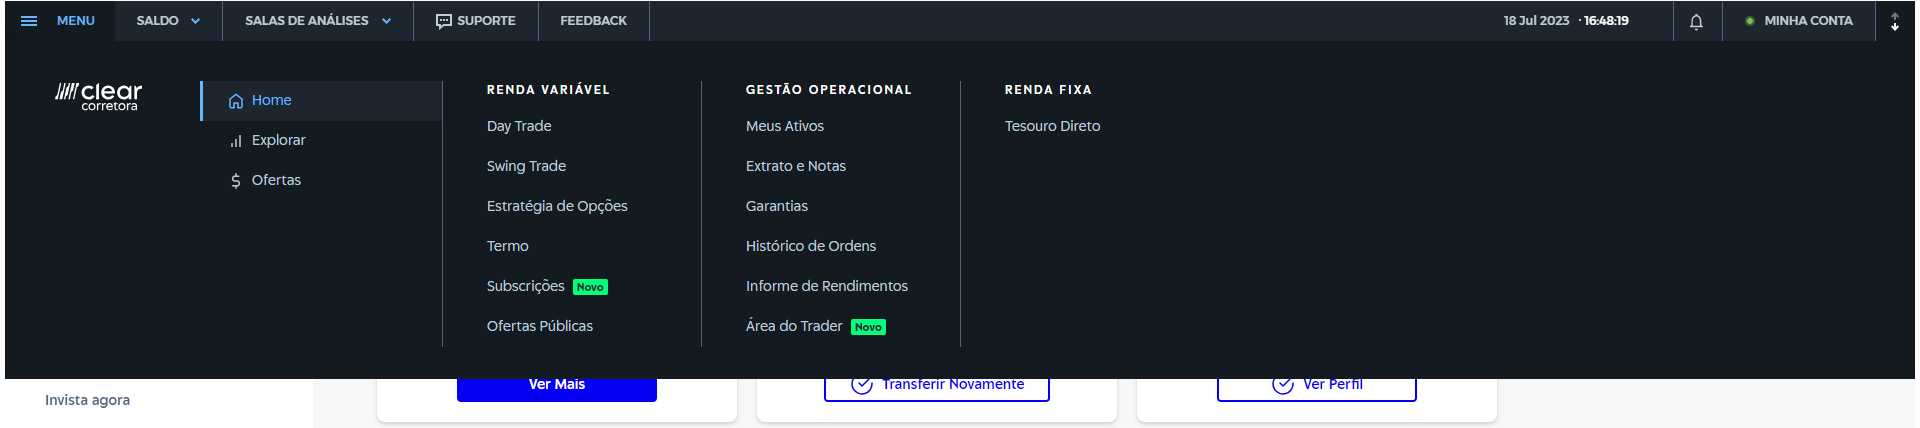 MENU
SALDO
SALAS DE ANÁLISES
SUPORTE
FEEDBACK
18 Jul 2023 · 16:48:19
MINHA CONTA
clear
corretora
Home
Explorar
Ofertas
RENDA VARIÁVEL
Day Trade
Swing Trade
Estratégia de Opções
Termo
Subscrições Novo
Ofertas Públicas
GESTÃO OPERACIONAL
Meus Ativos
Extrato e Notas
Garantias
Histórico de Ordens
Informe de Rendimentos
Área do Trader Novo
RENDA FIXA
Tesouro Direto
Invista agora
Ver Mais
Transferir Novamente
Ver Perfil